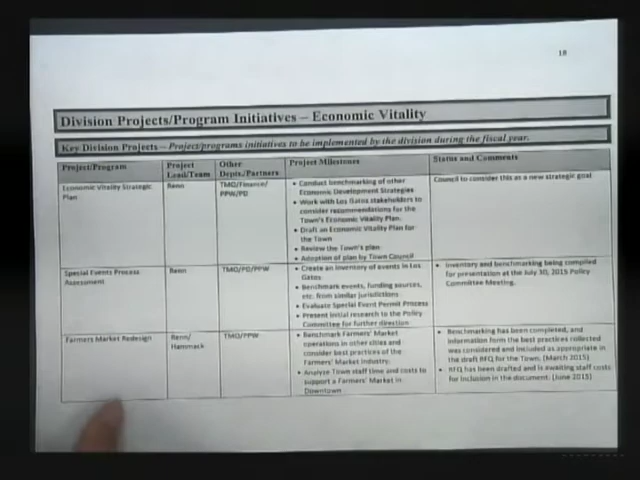 18
Division Projects/Program Initiatives – Economic Vitality
Key Division Projects – Project/programs initiatives to be implemented by the division during the fiscal year.
Project/Program
Project
Lead/Team
Other
Depts./Partners
Project Milestones
Status and Comments
Economic Vitality Strategic
Plan
Renn
TMO/Finance/
PPW/PD
• Conduct benchmarking of other
Economic Development Strategies
• Work with Los Gatos stakeholders to
consider recommendations for the
Town's Economic Vitality Plan.
• Draft an Economic Vitality Plan for
the Town
• Review the Town's plan
• Adoption of plan by Town Council
Council to consider this as a new strategic goal
Special Events Process
Assessment
Renn
TMO/PD/PPW
• Create an inventory of events in Los
Gatos
• Benchmark events, funding sources,
etc. from similar jurisdictions
• Evaluate Special Event Permit Process
• Present initial research to the Policy
Committee for further direction
• Inventory and benchmarking being compiled
for presentation at the July 30, 2015 Policy
Committee Meeting.
Farmers Market Redesign
Renn/
Hammack
TMO/PPW
• Benchmark Farmers' Market
operations in other cities and
consider best practices of the
Farmers' Market Industry.
• Analyze Town staff time and costs to
support a Farmers' Market in
Downtown
• Benchmarking has been completed, and
information form the best practices collected
was considered and included as appropriate in
the draft RFQ for the Town. (March 2015)
• RFQ has been drafted and is awaiting staff costs
for inclusion in the document. (June 2015)